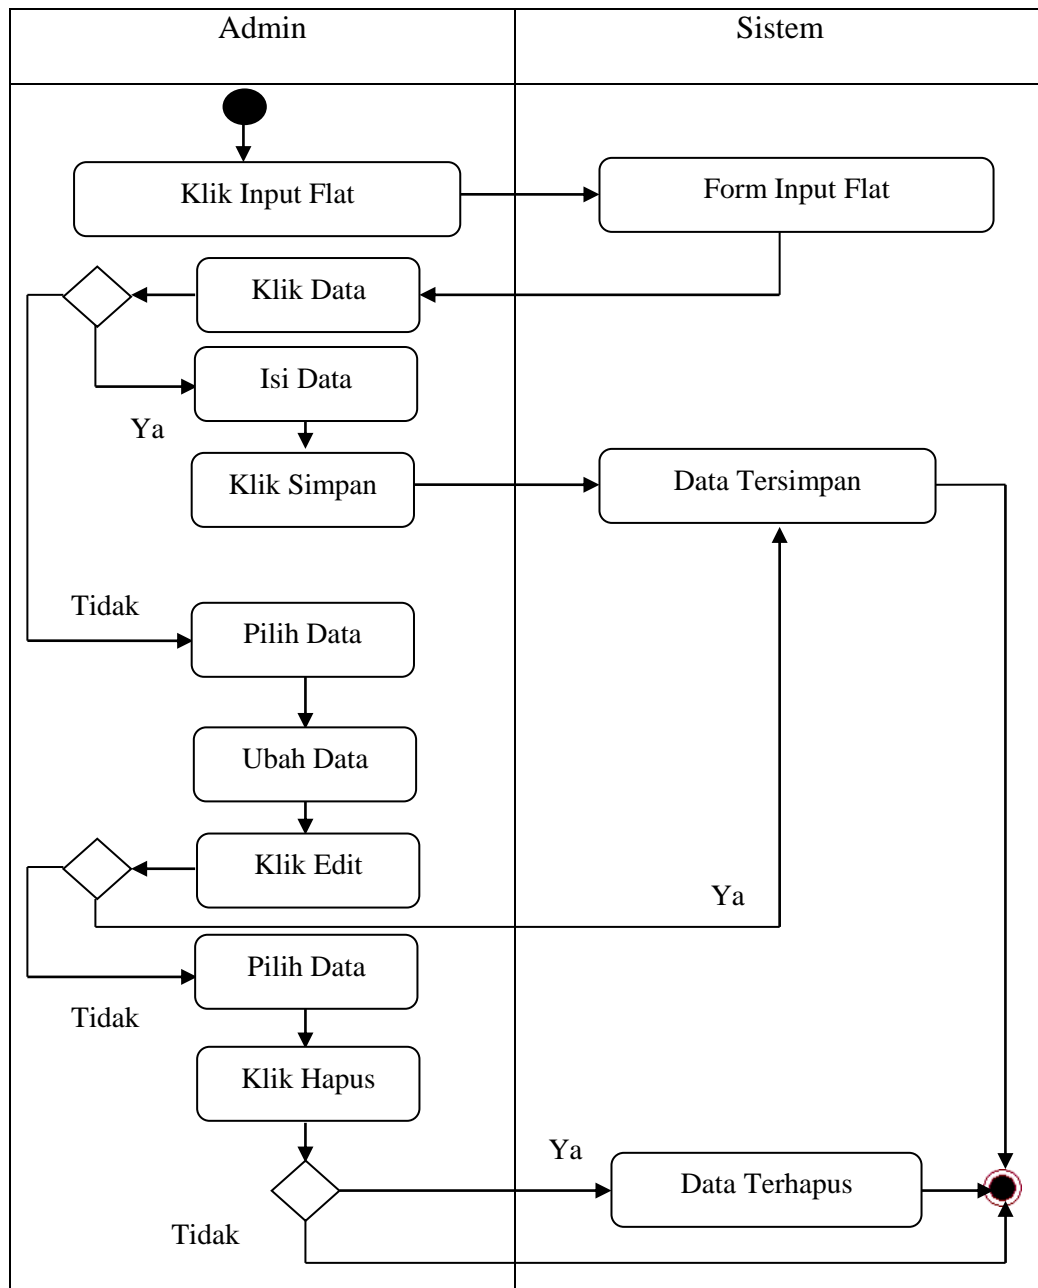 Admin
Sistem
Klik Input Flat
Form Input Flat
Klik Data
Isi Data
Ya
Klik Simpan
Data Tersimpan
Tidak
Pilih Data
Ubah Data
Klik Edit
Ya
Pilih Data
Tidak
Klik Hapus
Ya
Data Terhapus
Tidak